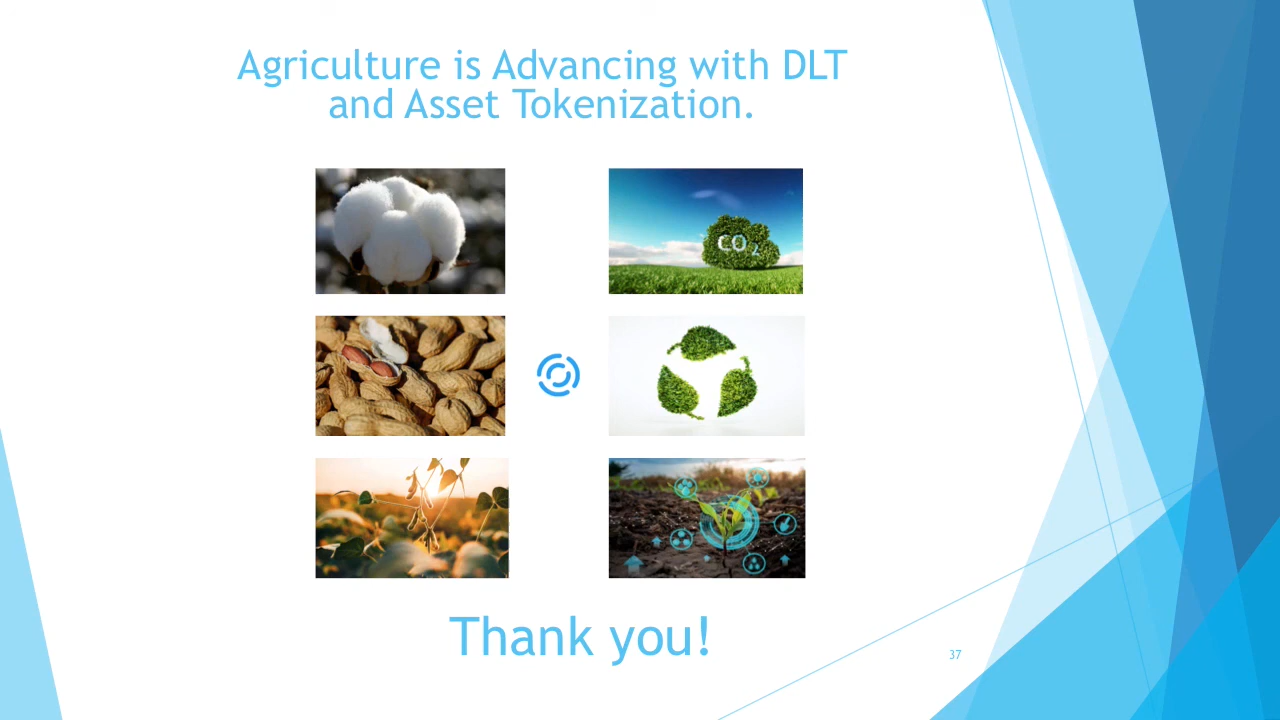 Agriculture is Advancing with DLT
and Asset Tokenization.
CO2
Thank you!
37